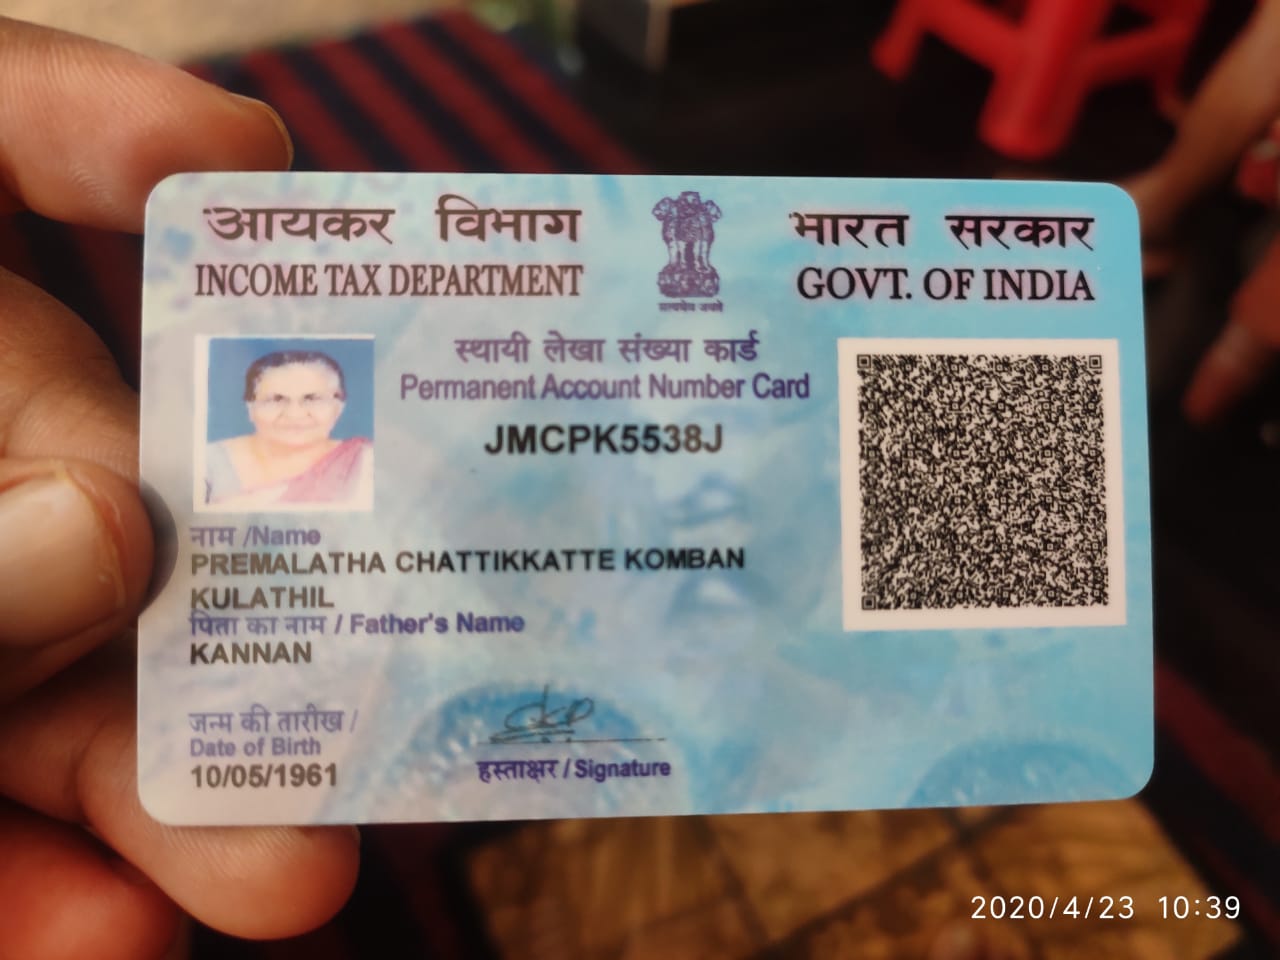 आयकर विभाग
INCOME TAX DEPARTMENT
सत्यमेव जयते
भारत सरकार
GOVT. OF INDIA
स्थायी लेखा संख्या कार्ड
Permanent Account Number Card
JMCPK5538J
नाम /Name
PREMALATHA CHATTIKKATTE KOMBAN
KULATHIL
पिता का नाम / Father's Name
KANNAN
जन्म की तारीख /
Date of Birth
10/05/1961
हस्ताक्षर / Signature
2020/4/23 10:39